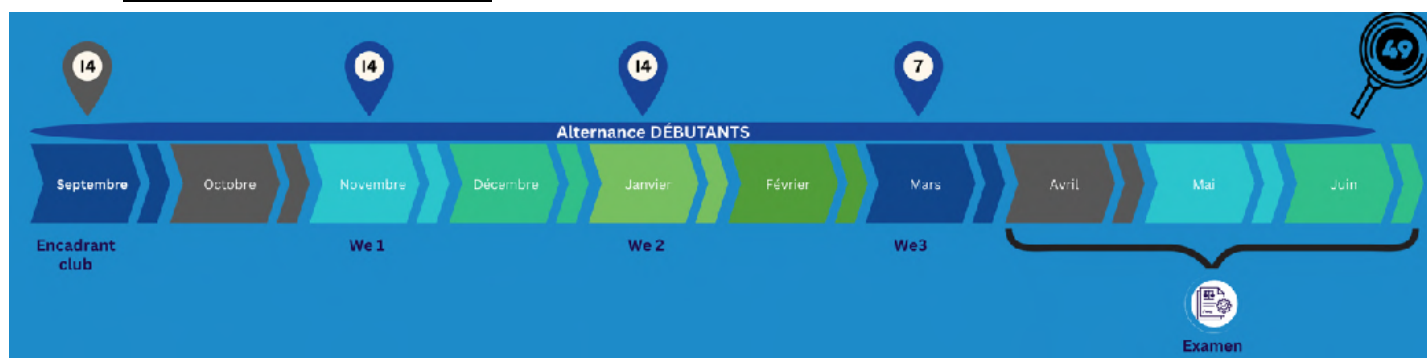 14
14
14
7
49
Alternance DÉBUTANTS
Septembre
Octobre
Novembre
Décembre
Janvier
Février
Mars
Avril
Mai
Juin
Encadrant
club
We 1
We 2
We3
Examen